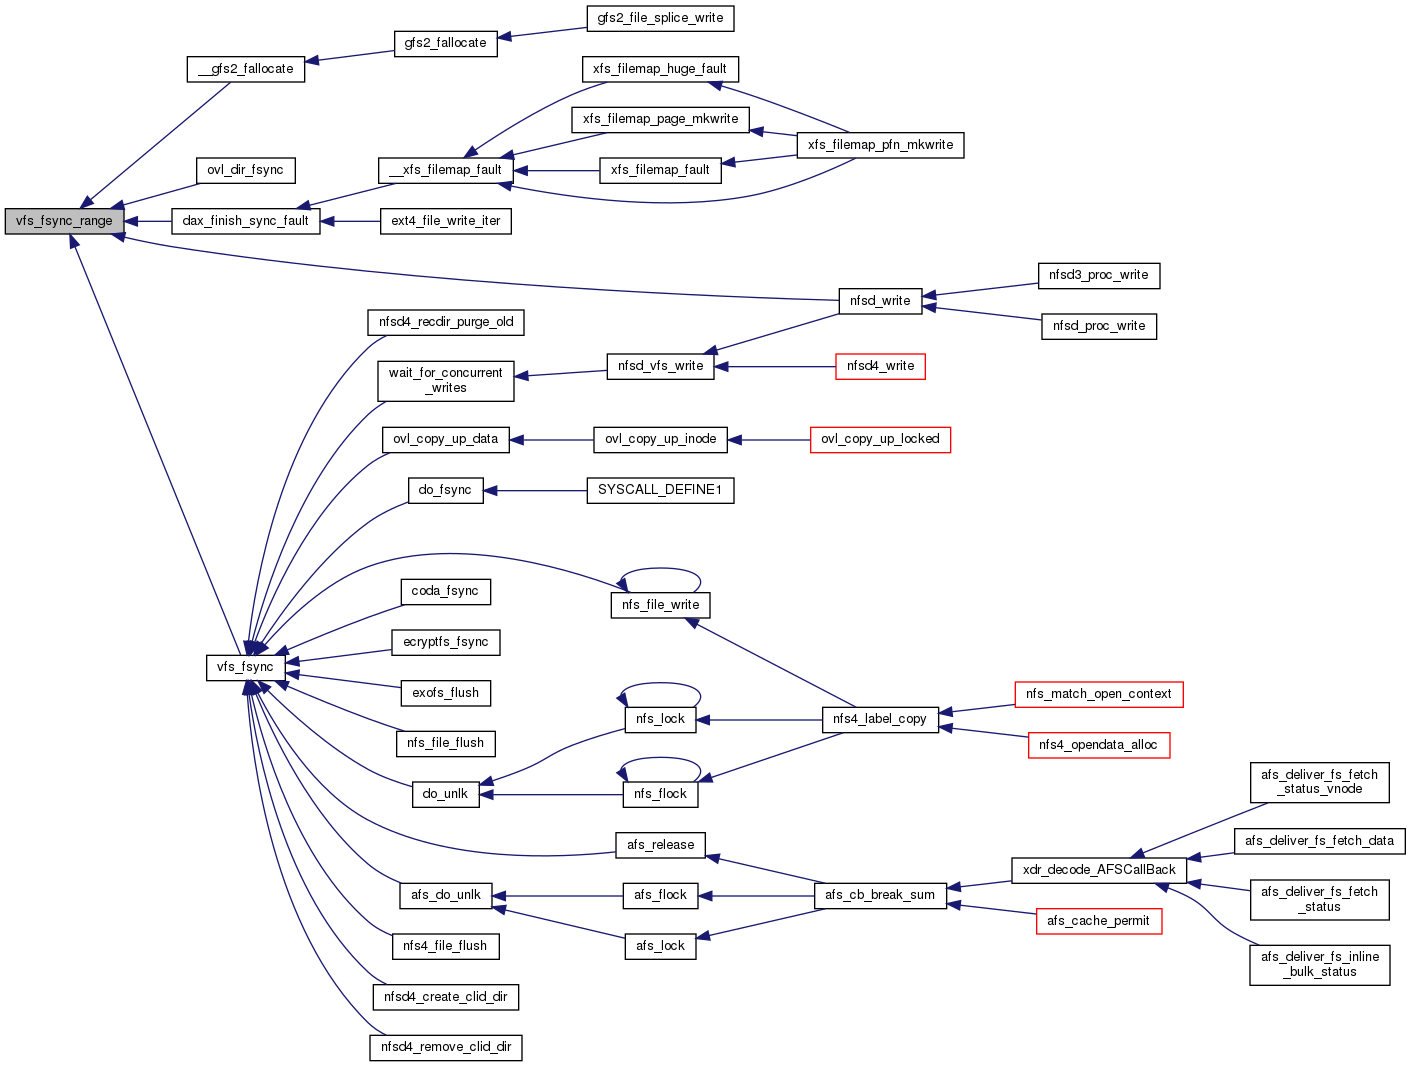 gfs2_file_splice_write
gfs2_fallocate
__gfs2_fallocate
xfs_filemap_huge_fault
xfs_filemap_page_mkwrite
xfs_filemap_pfn_mkwrite
ovl_dir_fsync
__xfs_filemap_fault
xfs_filemap_fault
vfs_fsync_range
dax_finish_sync_fault
ext4_file_write_iter
nfsd3_proc_write
nfsd_write
nfsd4_recdir_purge_old
nfsd_proc_write
wait_for_concurrent
_writes
nfsd_vfs_write
nfsd4_write
ovl_copy_up_data
ovl_copy_up_inode
ovl_copy_up_locked
do_fsync
SYSCALL_DEFINE1
coda_fsync
nfs_file_write
ecryptfs_fsync
vfs_fsync
exofs_flush
nfs_match_open_context
nfs_lock
nfs4_label_copy
nfs_file_flush
nfs4_opendata_alloc
do_unlk
nfs_flock
afs_deliver_fs_fetch
_status_vnode
afs_release
afs_deliver_fs_fetch_data
xdr_decode_AFSCallBack
afs_do_unlk
afs_flock
afs_cb_break_sum
afs_deliver_fs_fetch
_status
afs_cache_permit
nfs4_file_flush
afs_lock
afs_deliver_fs_inline
_bulk_status
nfsd4_create_clid_dir
nfsd4_remove_clid_dir